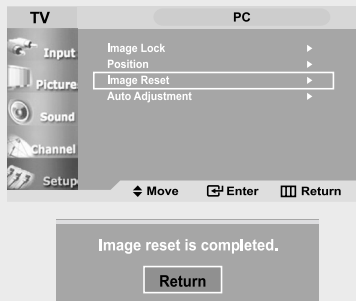 TV
PC
Input
Picture
Sound
Channel
Setup
Image Lock
Position
Image Reset
Auto Adjustment
Move Enter Return
Image reset is completed.
Return